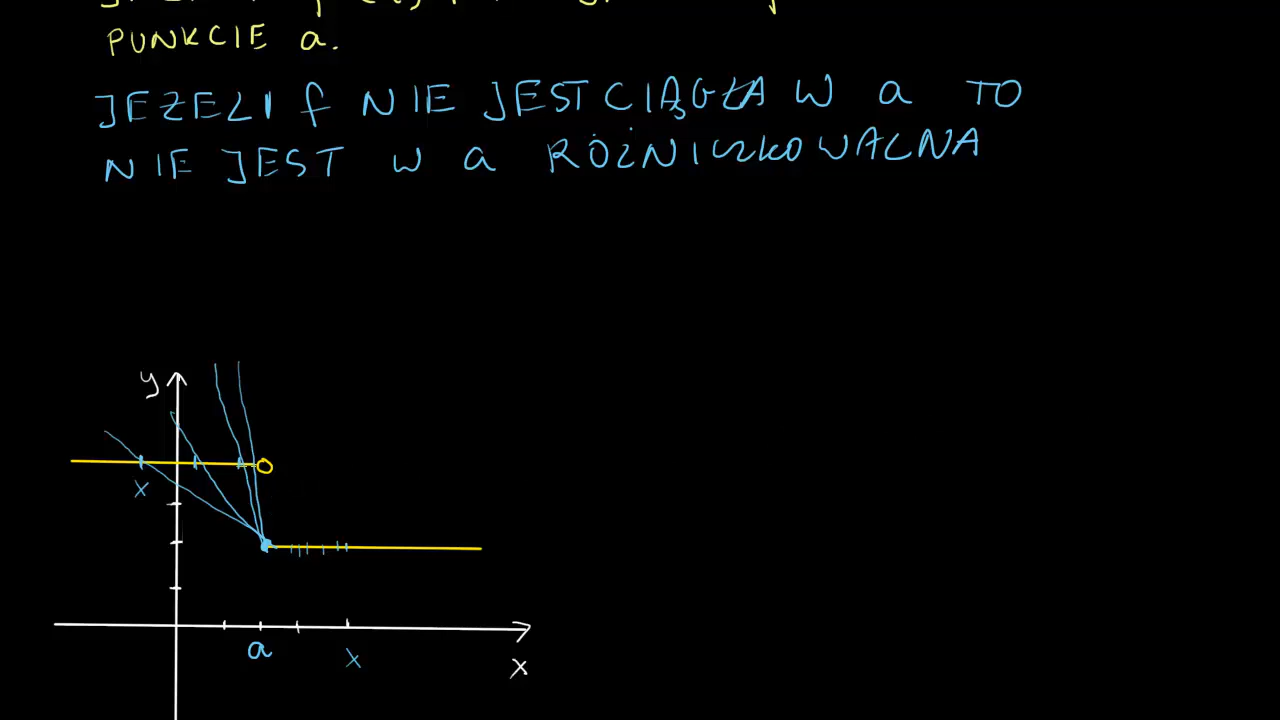 PUNKCIE a.
JEŻELI f NIE JEST CIĄGŁA W a TO
NIE JEST W a RÓŻNICZKOWALNA
y
x
a
x
x